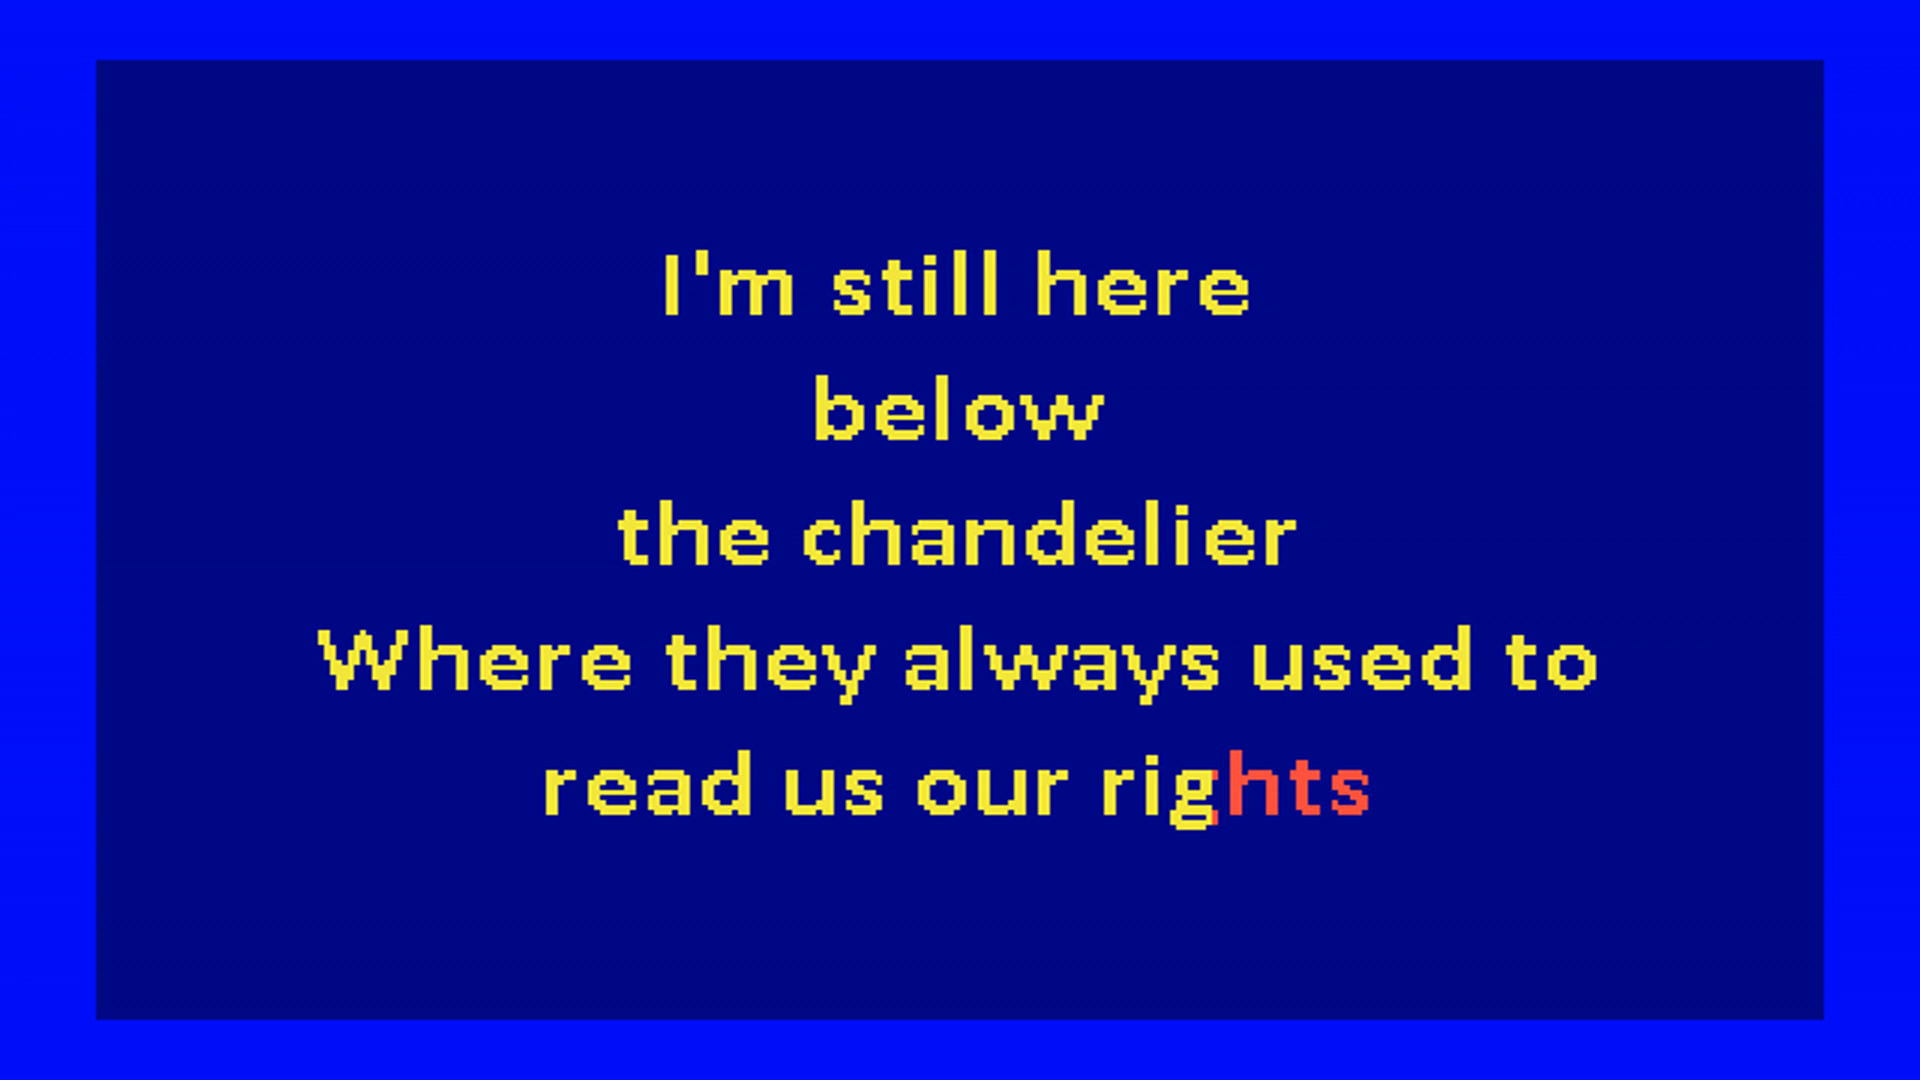 I'm still here
below
the chandelier
Where they always used to
read us our rights